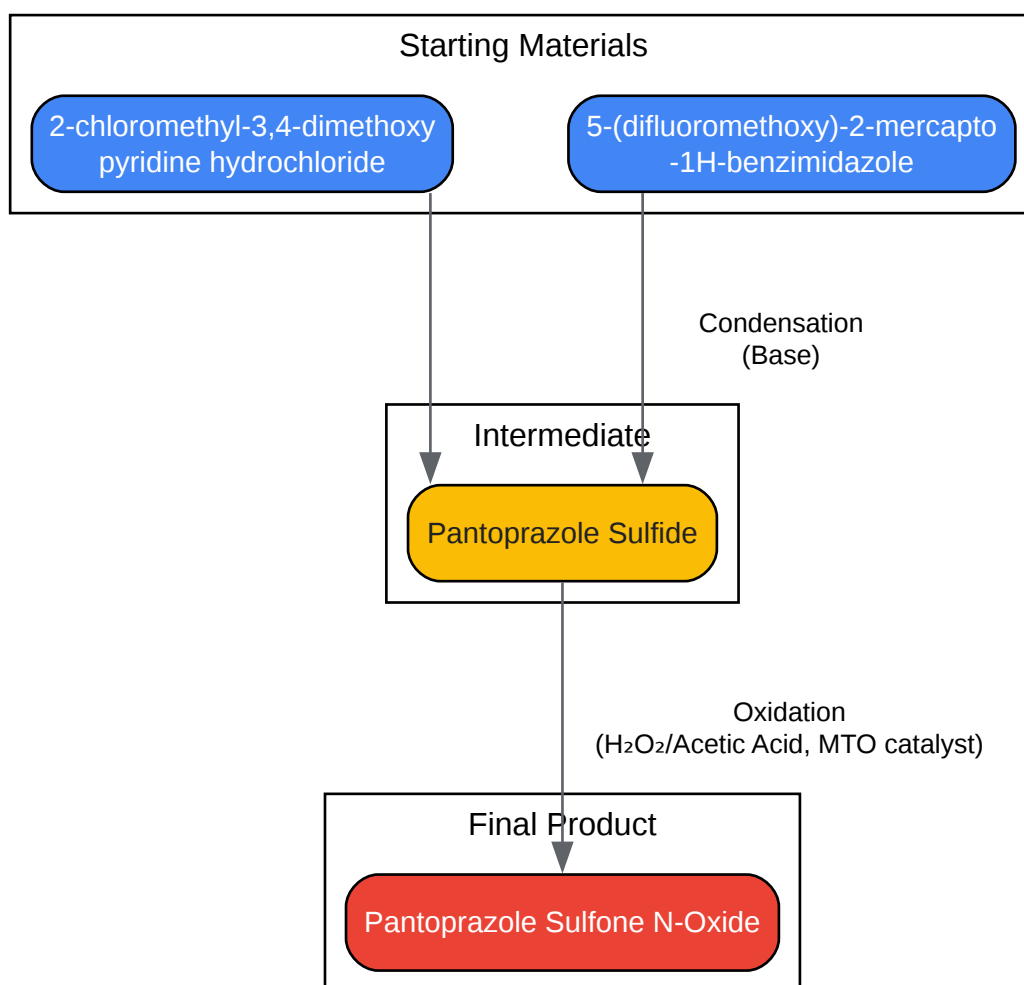 Starting Materials
2-chloromethyl-3,4-dimethoxy
pyridine hydrochloride
5-(difluoromethoxy)-2-mercapto
-1H-benzimidazole
Condensation
(Base)
Intermediate
Pantoprazole Sulfide
Oxidation
(H₂O₂/Acetic Acid, MTO catalyst)
Final Product
Pantoprazole Sulfone N-Oxide